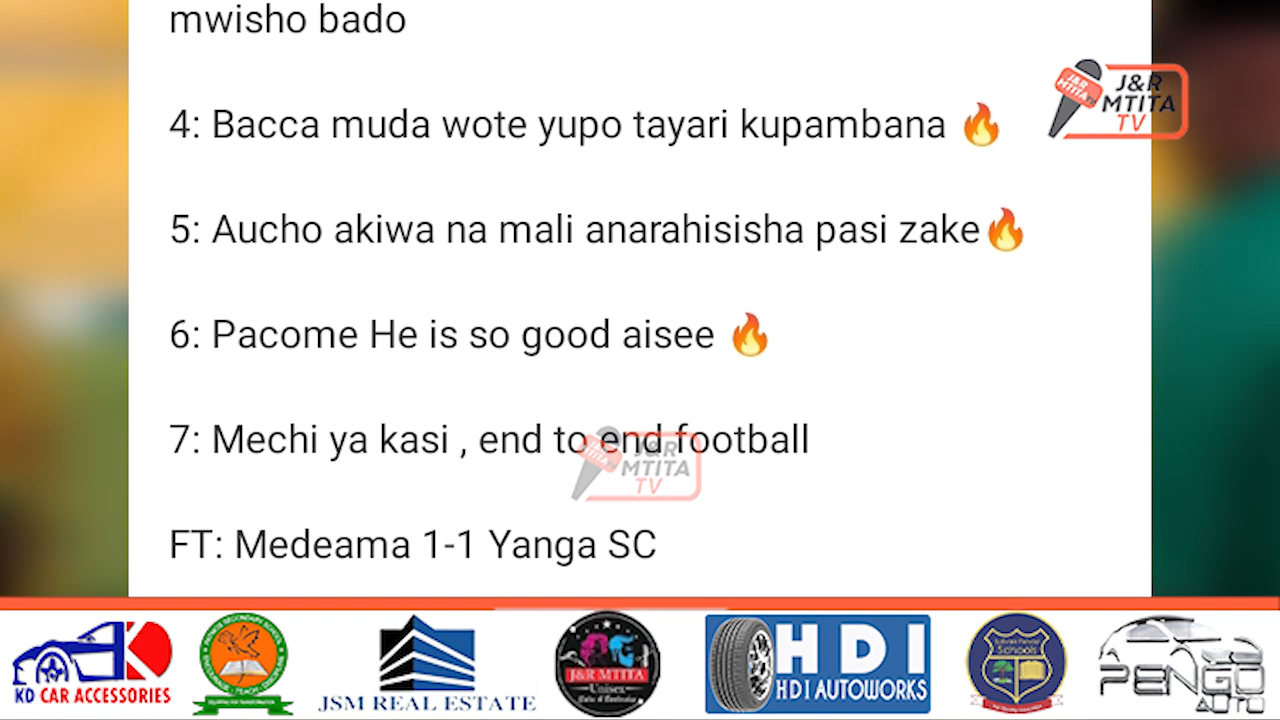 mwisho bado
4: Bacca muda wote yupo tayari kupambana 🔥
J&R
MTITA
TV
5: Aucho akiwa na mali anarahisisha pasi zake🔥
6: Pacome He is so good aisee 🔥
7: Mechi ya kasi , end to end football
J&R
MTITA
TV
FT: Medeama 1-1 Yanga SC
KD CAR ACCESSORIES
JSM REAL ESTATE
J&R MTITA
Unisex
HDI
HDI AUTOWORKS
Schools
PENGO
AUTO